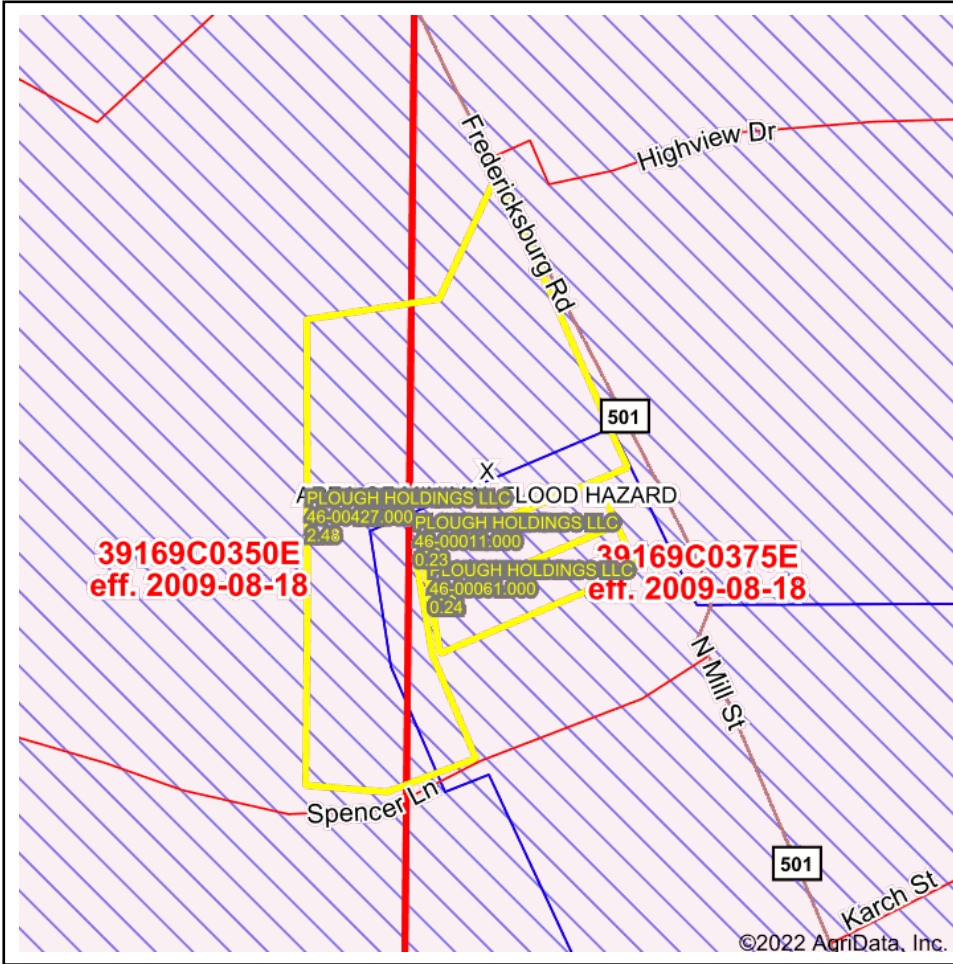 Highview Dr
Fredericksburg Rd
501
X
FLOOD HAZARD
PLOUGH HOLDINGS LLC
46-00427.000
2.48
PLOUGH HOLDINGS LLC
46-00011.000
0.23
PLOUGH HOLDINGS LLC
46-00061.000
0.24
39169C0350E
eff. 2009-08-18
39169C0375E
eff. 2009-08-18
N Mill St
Spencer Ln
501
Karch St
©2022 AgriData, Inc.